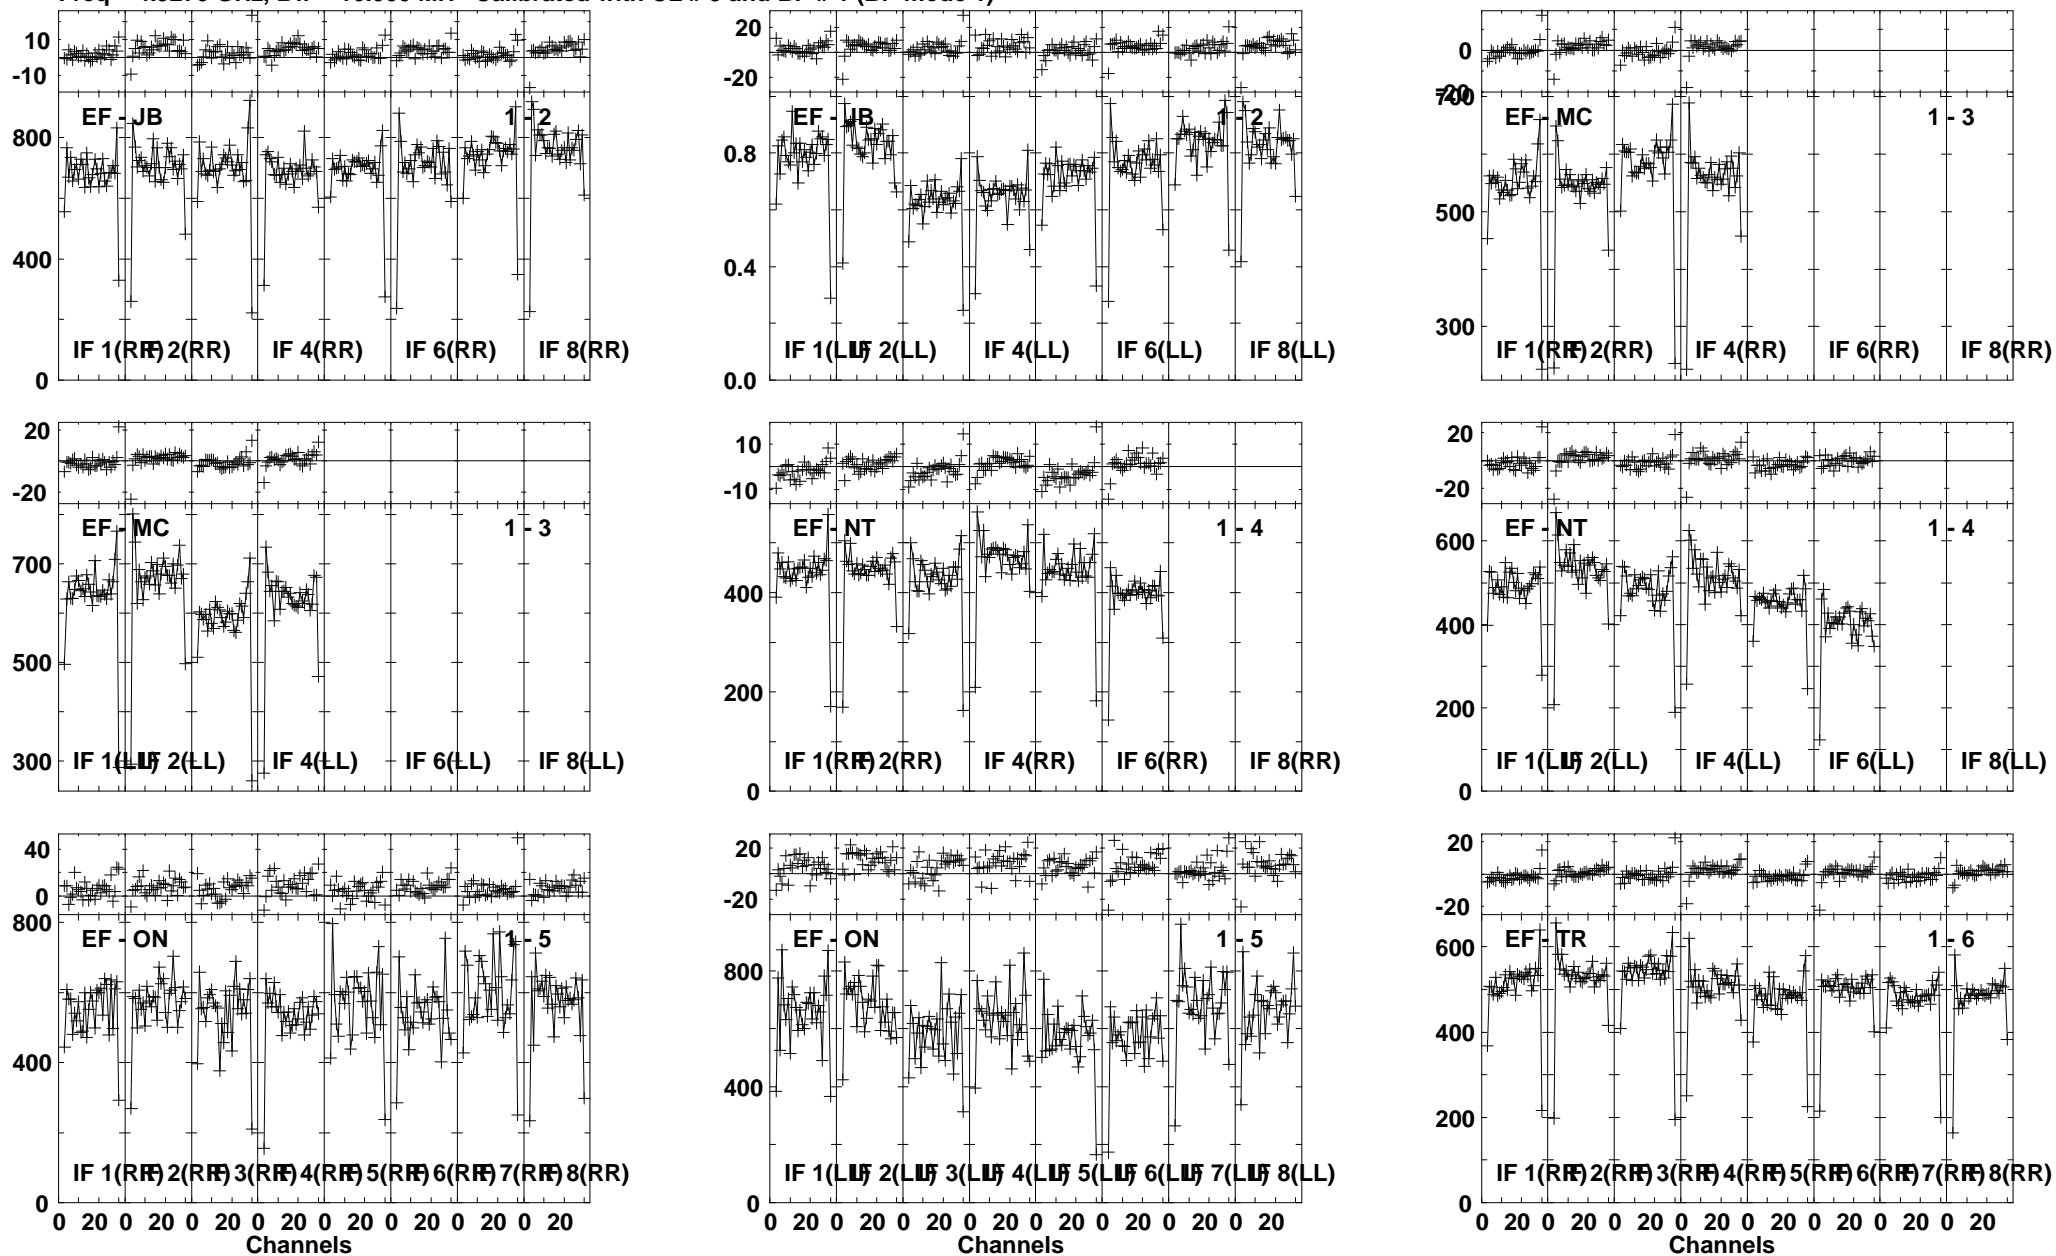 10
-10
EF - JB
1 - 2
800
400
0
IF 1(RR) IF 2(RR) IF 4(RR) IF 6(RR) IF 8(RR)
20
-20
EF - JB
1 - 2
0.8
0.4
0.0
IF 1(LL) IF 2(LL) IF 4(LL) IF 6(LL) IF 8(LL)
0
-20
700
EF - MC
1 - 3
500
300
IF 1(RR) IF 2(RR) IF 4(RR) IF 6(RR) IF 8(RR)
20
-20
EF - MC
1 - 3
700
500
300
IF 1(LL) IF 2(LL) IF 4(LL) IF 6(LL) IF 8(LL)
10
-10
EF - NT
1 - 4
400
200
0
IF 1(RR) IF 2(RR) IF 4(RR) IF 6(RR) IF 8(RR)
20
-20
EF - NT
1 - 4
600
400
200
0
IF 1(LL) IF 2(LL) IF 4(LL) IF 6(LL) IF 8(LL)
40
0
800
EF - ON
1 - 5
400
0
IF 1(RR) IF 2(RR) IF 3(RR) IF 4(RR) IF 5(RR) IF 6(RR) IF 7(RR) IF 8(RR)
0 20 0 20 0 20 0 20 0 20 0 20 0 20 0 20
Channels
20
-20
EF - ON
1 - 5
800
400
0
IF 1(LL) IF 2(LL) IF 3(LL) IF 4(LL) IF 5(LL) IF 6(LL) IF 7(LL) IF 8(LL)
0 20 0 20 0 20 0 20 0 20 0 20 0 20 0 20
Channels
20
-20
EF - TR
1 - 6
600
400
200
0
IF 1(RR) IF 2(RR) IF 3(RR) IF 4(RR) IF 5(RR) IF 6(RR) IF 7(RR) IF 8(RR)
0 20 0 20 0 20 0 20 0 20 0 20 0 20 0 20
Channels